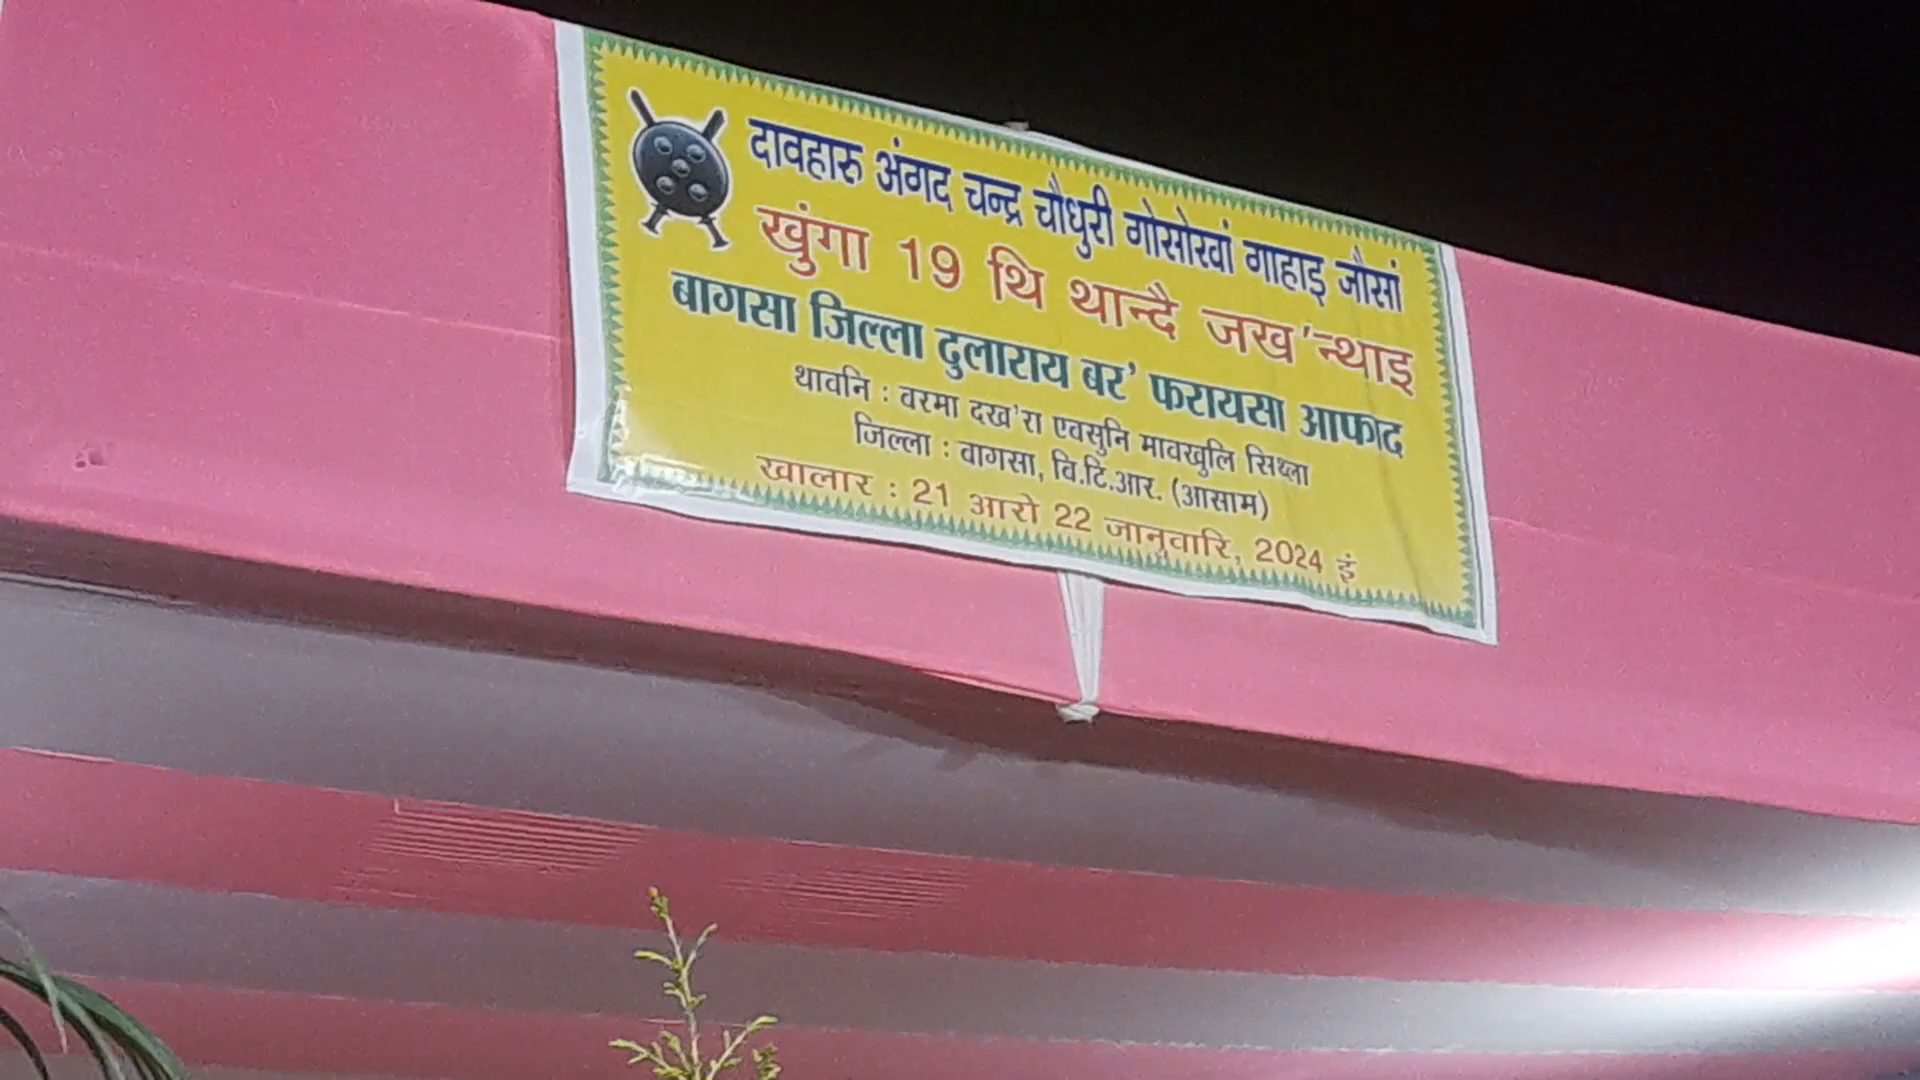 दावहारु अंगद चन्द्र चौधुरी गोसोखां गाहाइ जौसां
खुंगा 19 थि थान्दै जख'न्थाइ
बागसा जिल्ला दुलाराय बर' फरायसा आफाद
थावनि : बरमा दख'रा एवसुनि मावखुलि सिथ्ला
जिल्ला : बागसा, बि.टि.आर. (आसाम)
खालार : 21 आरो 22 जानुवारि, 2024 इं